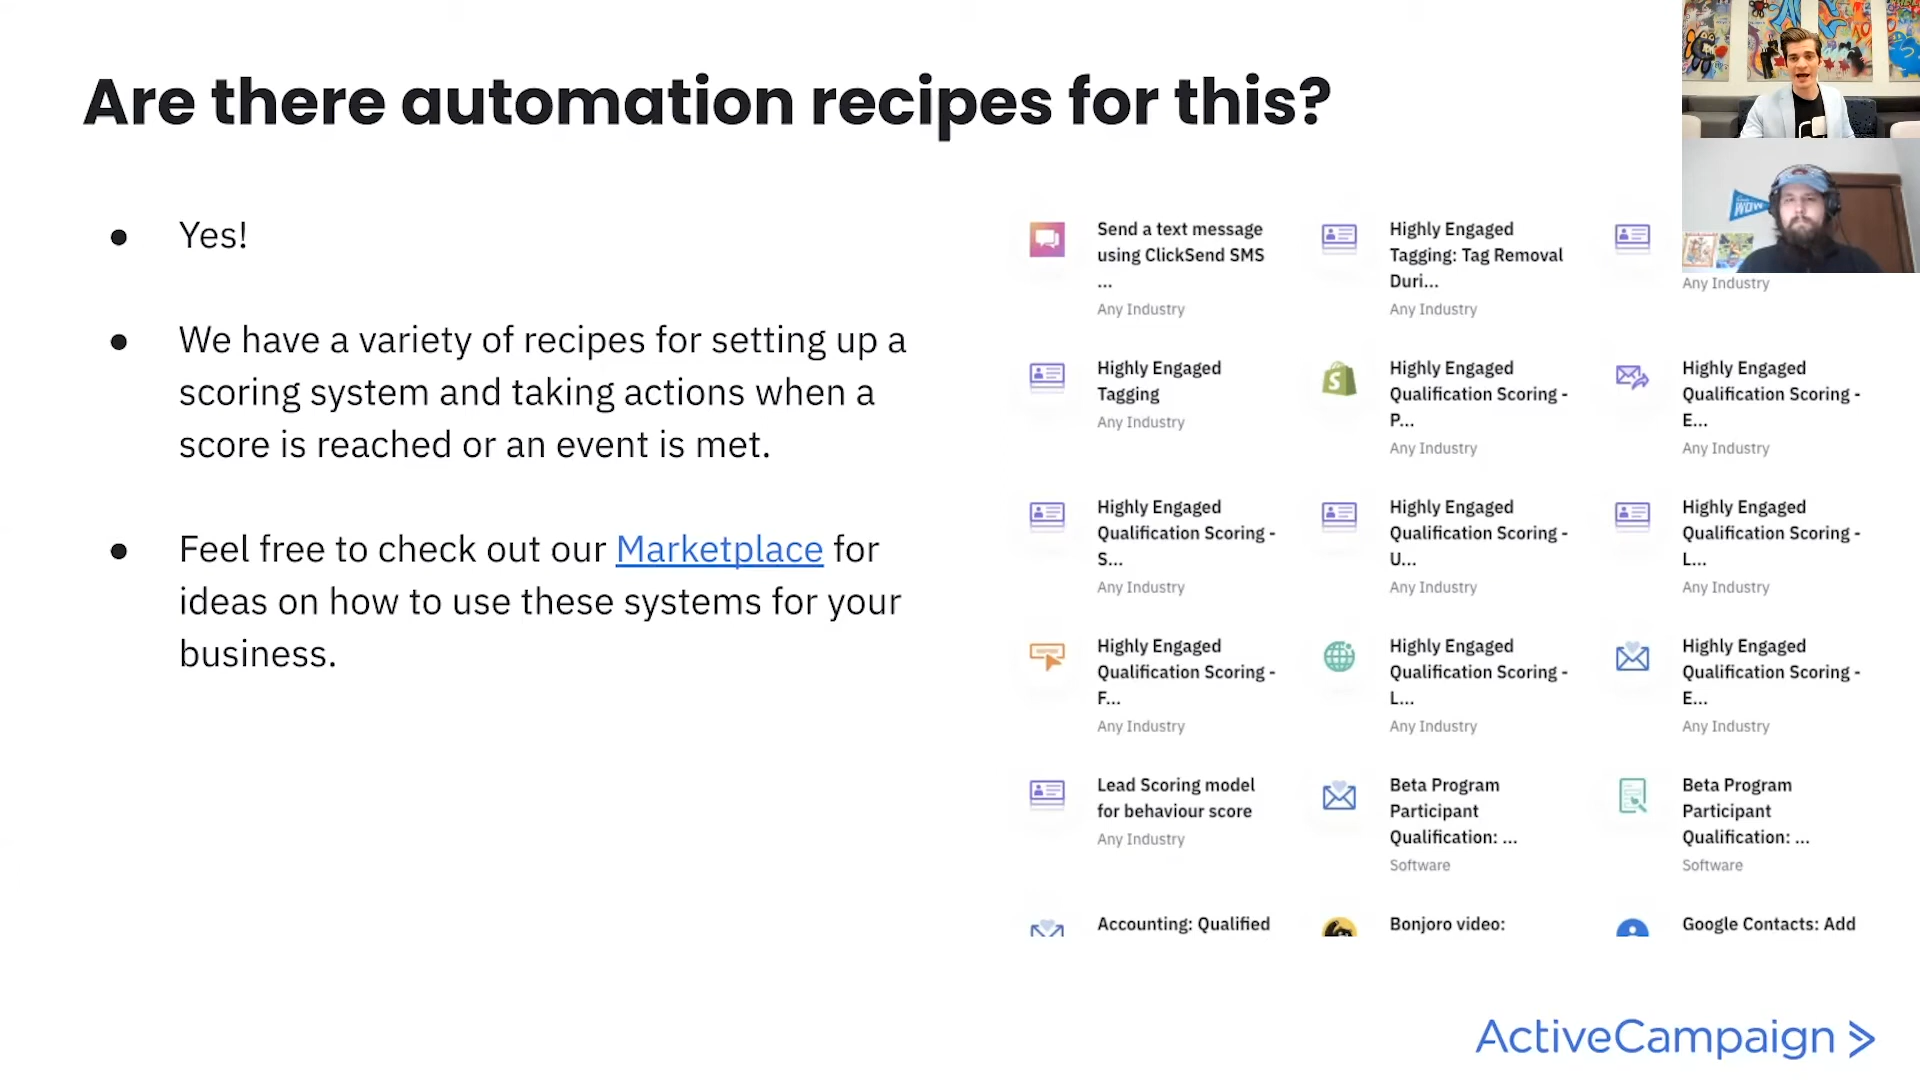 Are there automation recipes for this?
● Yes!
● We have a variety of recipes for setting up a
scoring system and taking actions when a
score is reached or an event is met.
● Feel free to check out our Marketplace for
ideas on how to use these systems for your
business.
Send a text message
using ClickSend SMS
...
Any Industry
Highly Engaged
Tagging: Tag Removal
Duri...
Any Industry
WOW
Any Industry
Highly Engaged
Tagging
Any Industry
Highly Engaged
Qualification Scoring -
P...
Any Industry
Highly Engaged
Qualification Scoring -
E...
Any Industry
Highly Engaged
Qualification Scoring -
S...
Any Industry
Highly Engaged
Qualification Scoring -
U...
Any Industry
Highly Engaged
Qualification Scoring -
L...
Any Industry
Highly Engaged
Qualification Scoring -
F...
Any Industry
Highly Engaged
Qualification Scoring -
L...
Any Industry
Highly Engaged
Qualification Scoring -
E...
Any Industry
Lead Scoring model
for behaviour score
Any Industry
Beta Program
Participant
Qualification: ...
Software
Beta Program
Participant
Qualification: ...
Software
Accounting: Qualified
Bonjoro video:
Google Contacts: Add
ActiveCampaign